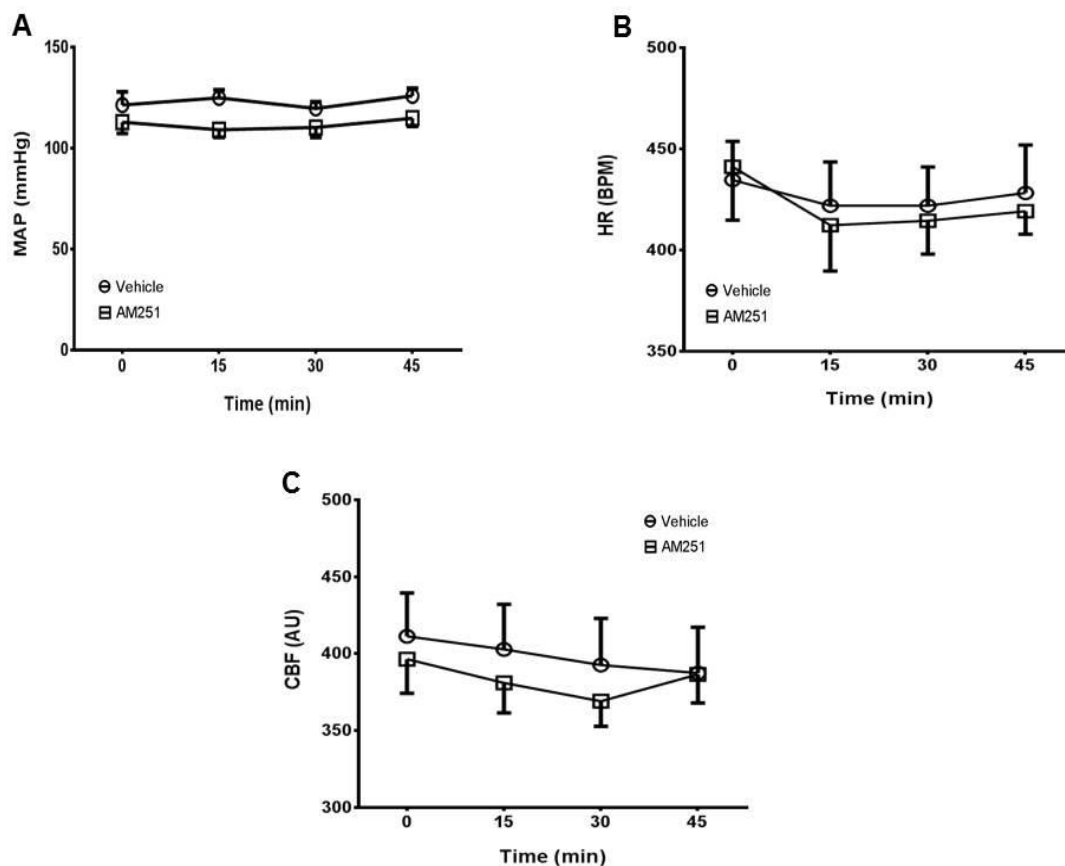 A
MAP (mmHg)
150
100
50
0
Vehicle
AM251
0 15 30 45
Time (min)
B
HR (BPM)
500
450
400
350
Vehicle
AM251
0 15 30 45
Time (min)
C
CBF (AU)
500
450
400
350
300
Vehicle
AM251
0 15 30 45
Time (min)